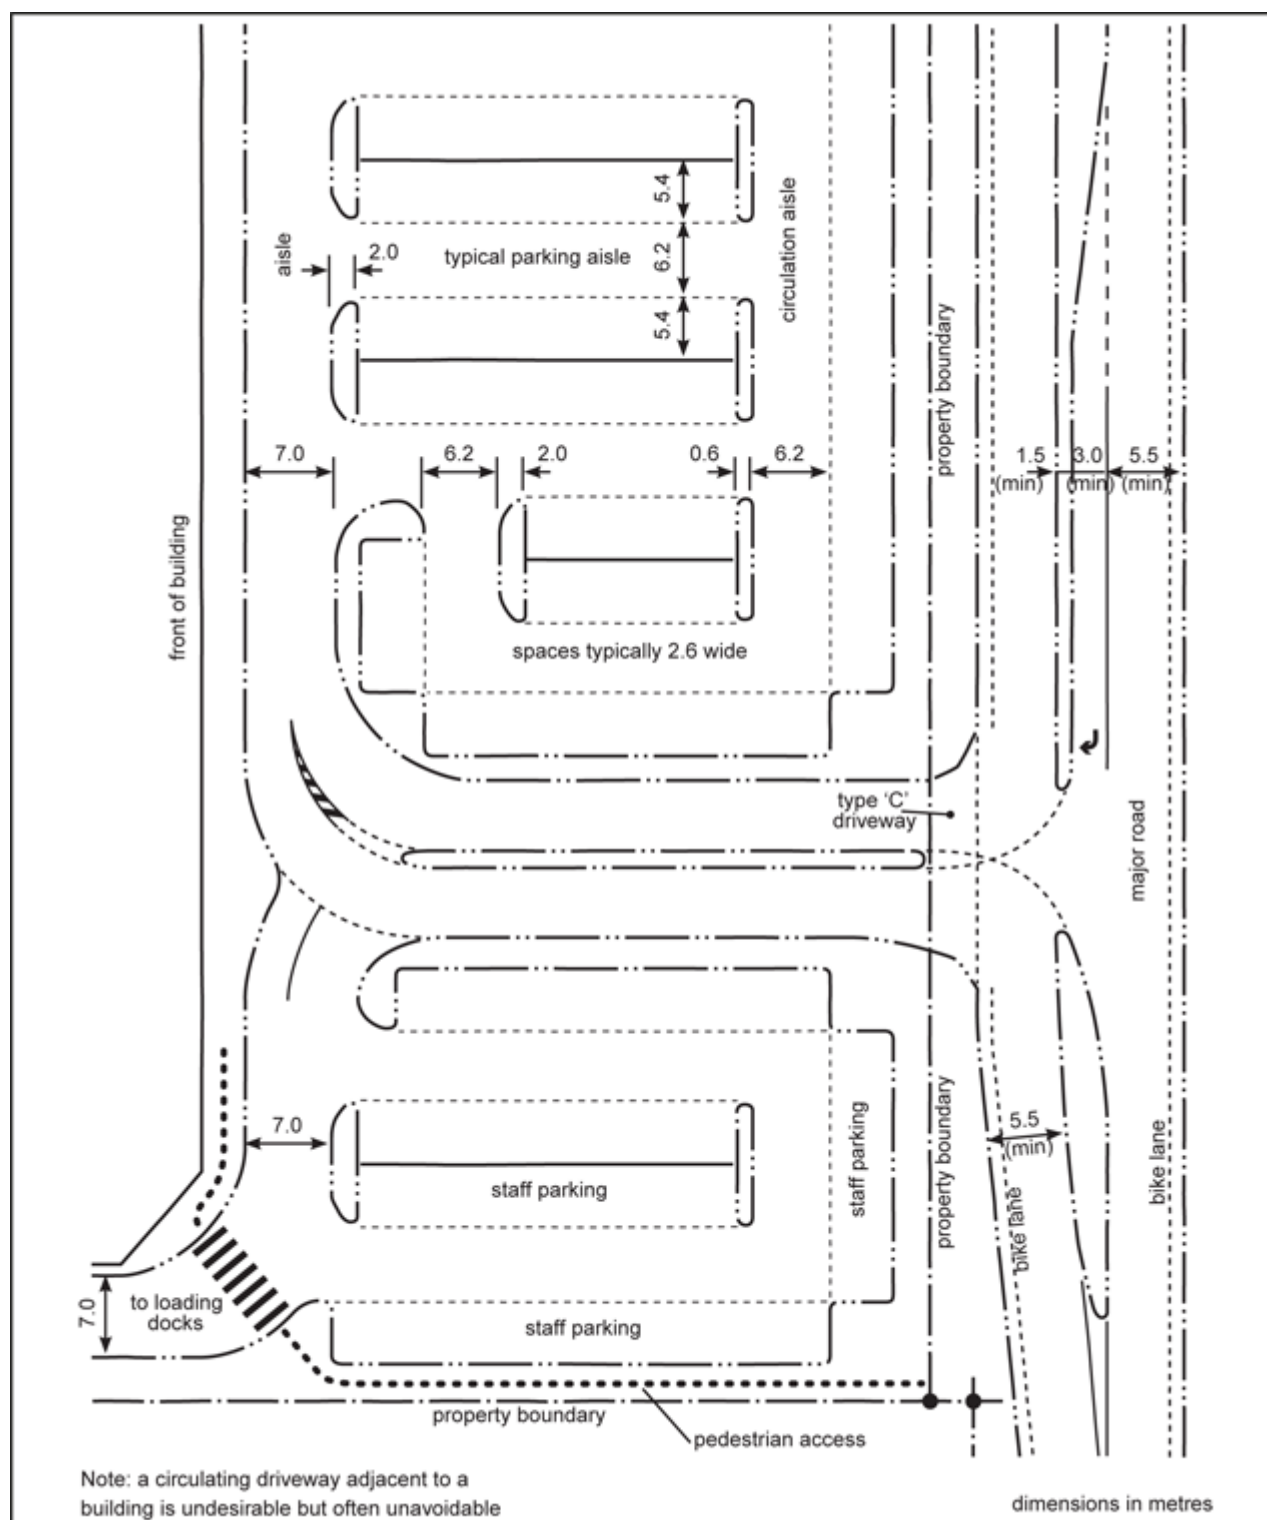 5.4
circulation aisle
aisle
2.0
typical parking aisle
6.2
5.4
property boundary
7.0
6.2
2.0
0.6
6.2
1.5
(min)
3.0
(min)
5.5
(min)
front of building
spaces typically 2.6 wide
type 'C'
driveway
major road
7.0
staff parking
staff parking
property boundary
5.5
(min)
bike lane
bike lane
7.0
to loading
docks
staff parking
property boundary
pedestrian access
Note: a circulating driveway adjacent to a
building is undesirable but often unavoidable
dimensions in metres